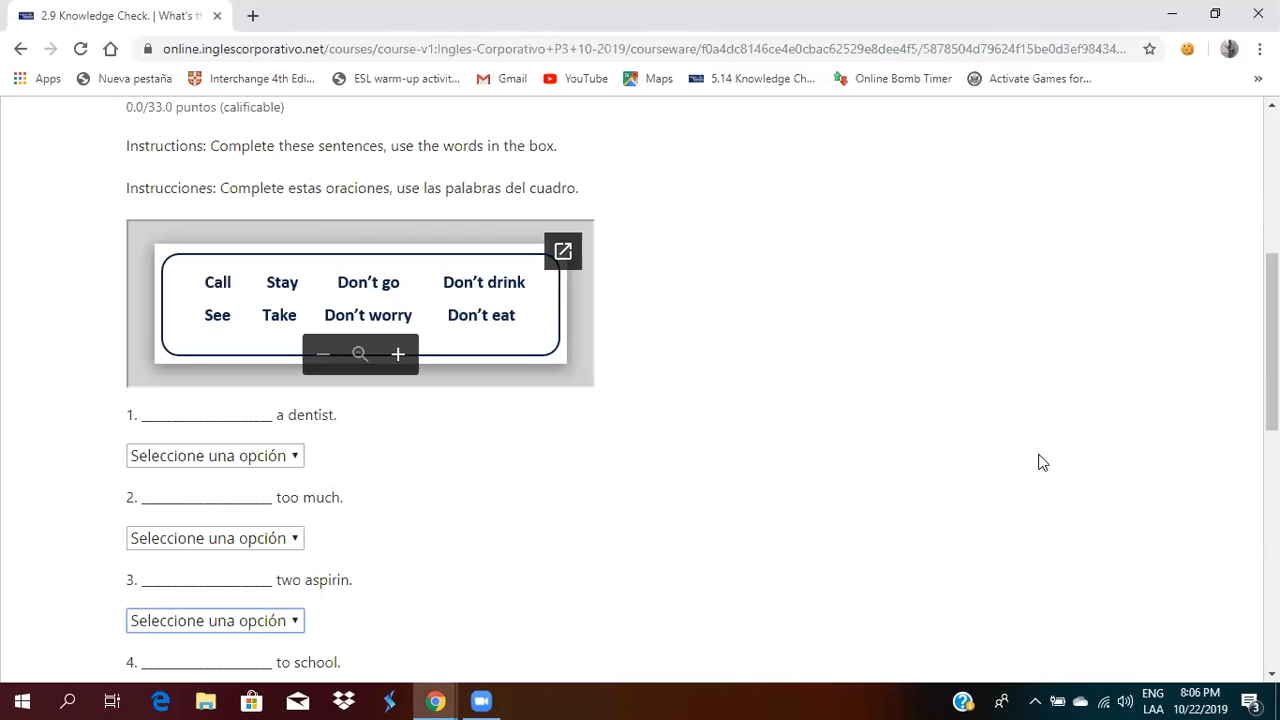 2.9 Knowledge Check. | What's th
online.inglescorporativo.net/courses/course-v1:Ingles-Corporativo+P3+10-2019/courseware/f0a4dc8146ce4e0cbac62529e8dee4f5/5878504d79624f15be0d3ef98434...
Apps Nueva pestaña Interchange 4th Edi... ESL warm-up activit... Gmail YouTube Maps 5.14 Knowledge Ch... Online Bomb Timer Activate Games for... »
0.0/33.0 puntos (calificable)
Instructions: Complete these sentences, use the words in the box.
Instrucciones: Complete estas oraciones, use las palabras del cuadro.
Call Stay Don't go Don't drink
See Take Don't worry Don't eat
1. ____________________ a dentist.
Seleccione una opción
2. ____________________ too much.
Seleccione una opción
3. ____________________ two aspirin.
Seleccione una opción
4. ____________________ to school.
ENG 8:06 PM
LAA 10/22/2019 3